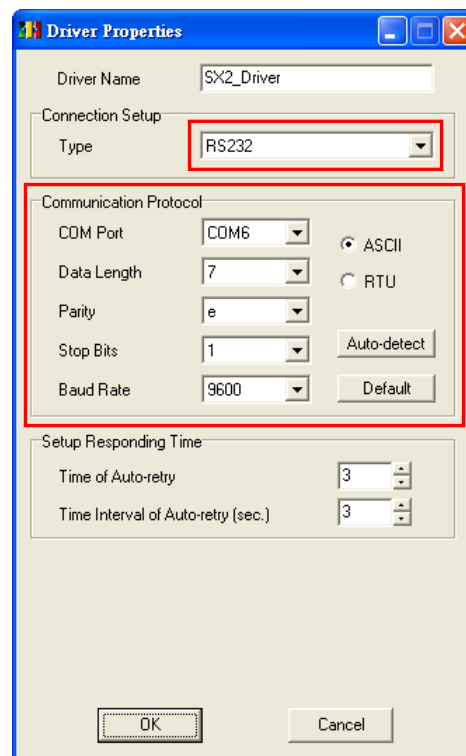 Driver Properties
Driver Name SX2_Driver
Connection Setup
Type RS232
Communication Protocol
COM Port COM6
ASCII
Data Length 7
RTU
Parity e
Stop Bits 1 Auto-detect
Baud Rate 9600 Default
Setup Responding Time
Time of Auto-retry 3
Time Interval of Auto-retry (sec.) 3
OK Cancel